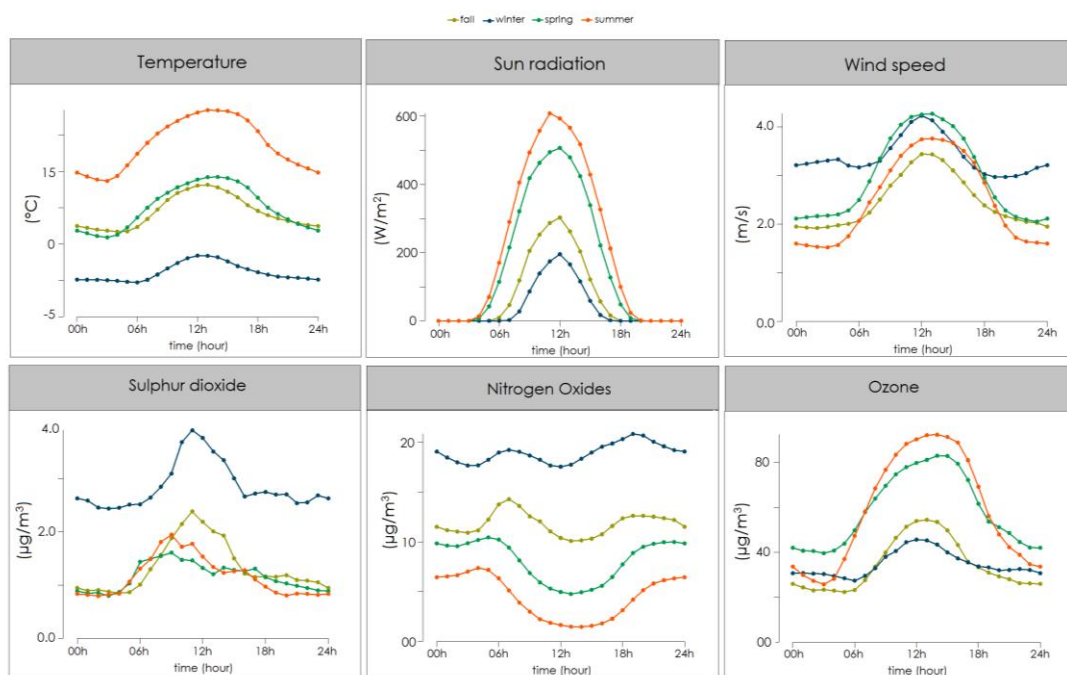 fall winter spring summer
Temperature
Sun radiation
Wind speed
15
0
-5
(°C)
00h 06h 12h 18h 24h
time (hour)
600
400
200
0
(W/m²)
00h 06h 12h 18h 24h
time (hour)
4.0
2.0
0.0
(m/s)
00h 06h 12h 18h 24h
time (hour)
Sulphur dioxide
Nitrogen Oxides
Ozone
4.0
2.0
0.0
(µg/m³)
00h 06h 12h 18h 24h
time (hour)
20
10
00
(µg/m³)
00h 06h 12h 18h 24h
time (hour)
80
40
00
(µg/m³)
00h 06h 12h 18h 24h
time (hour)